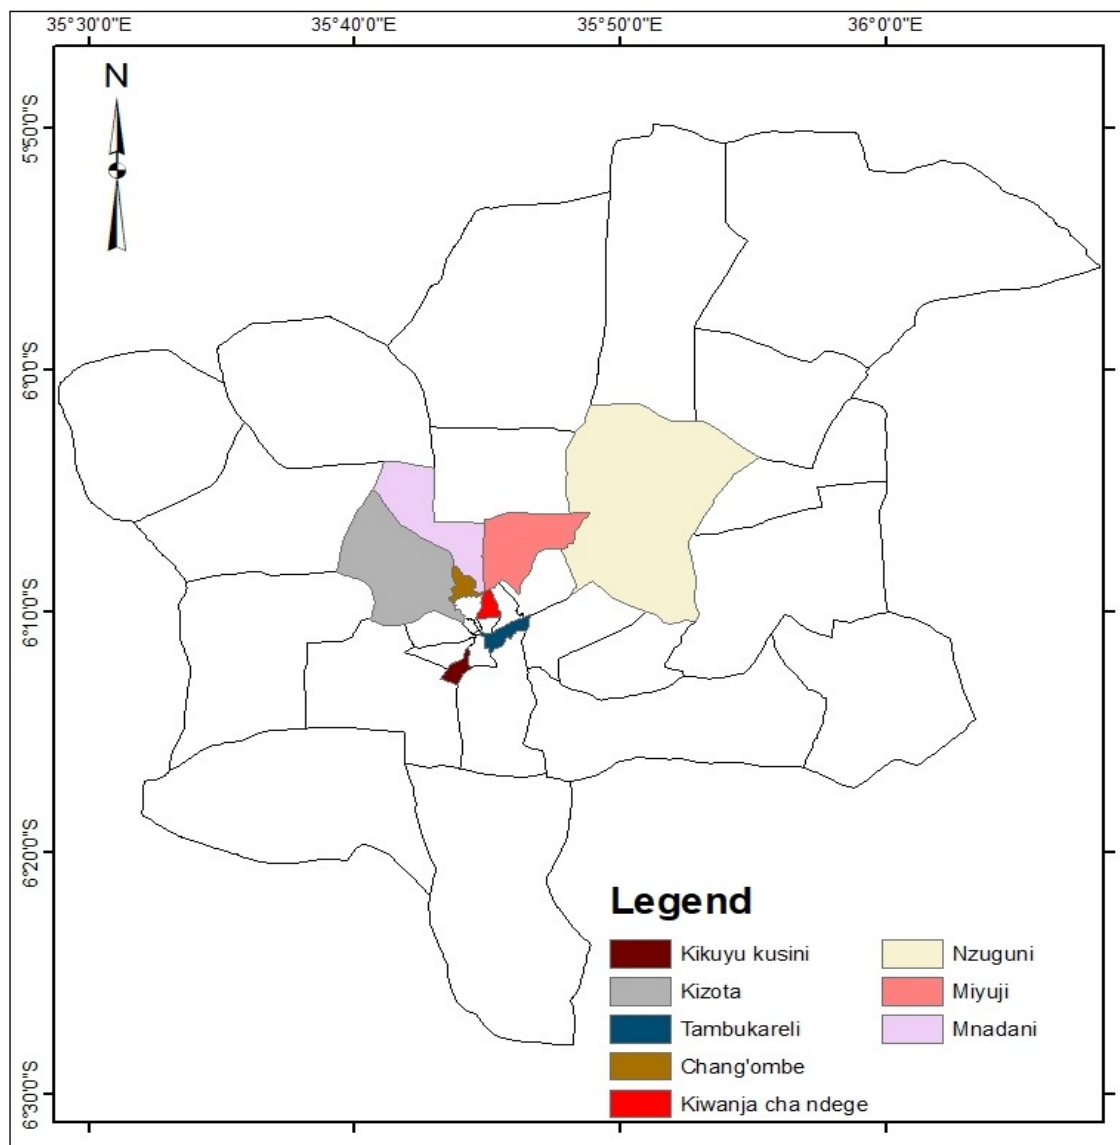 35°30'0"E 35°40'0"E 35°50'0"E 36°0'0"E
N
5°50'0"S
6°0'0"S
6°10'0"S
6°20'0"S
6°30'0"S
Legend
Kikuyu kusini
Kizota
Tambukareli
Chang'ombe
Kiwanja cha ndege
Nzuguni
Miyuji
Mnadani